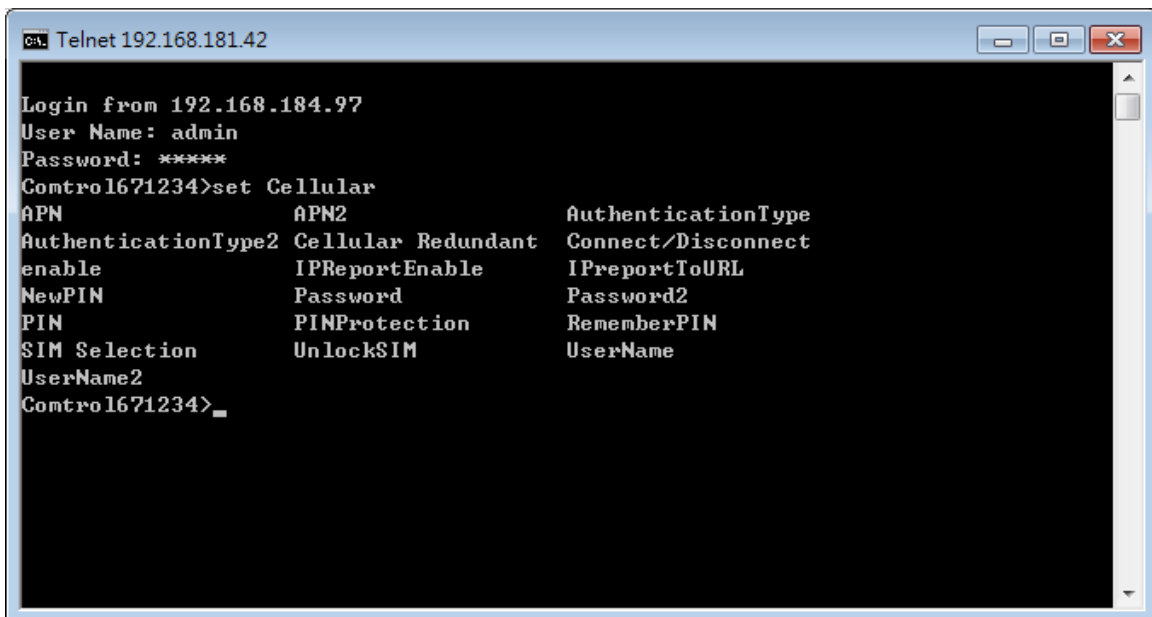 Telnet 192.168.181.42
Login from 192.168.184.97
User Name: admin
Password: *****
Comtrol671234>set Cellular
APN APN2 AuthenticationType
AuthenticationType2 Cellular Redundant Connect/Disconnect
enable IPReportEnable IPreportToURL
NewPIN Password Password2
PIN PINProtection RememberPIN
SIM Selection UnlockSIM UserName
UserName2
Comtrol671234>_